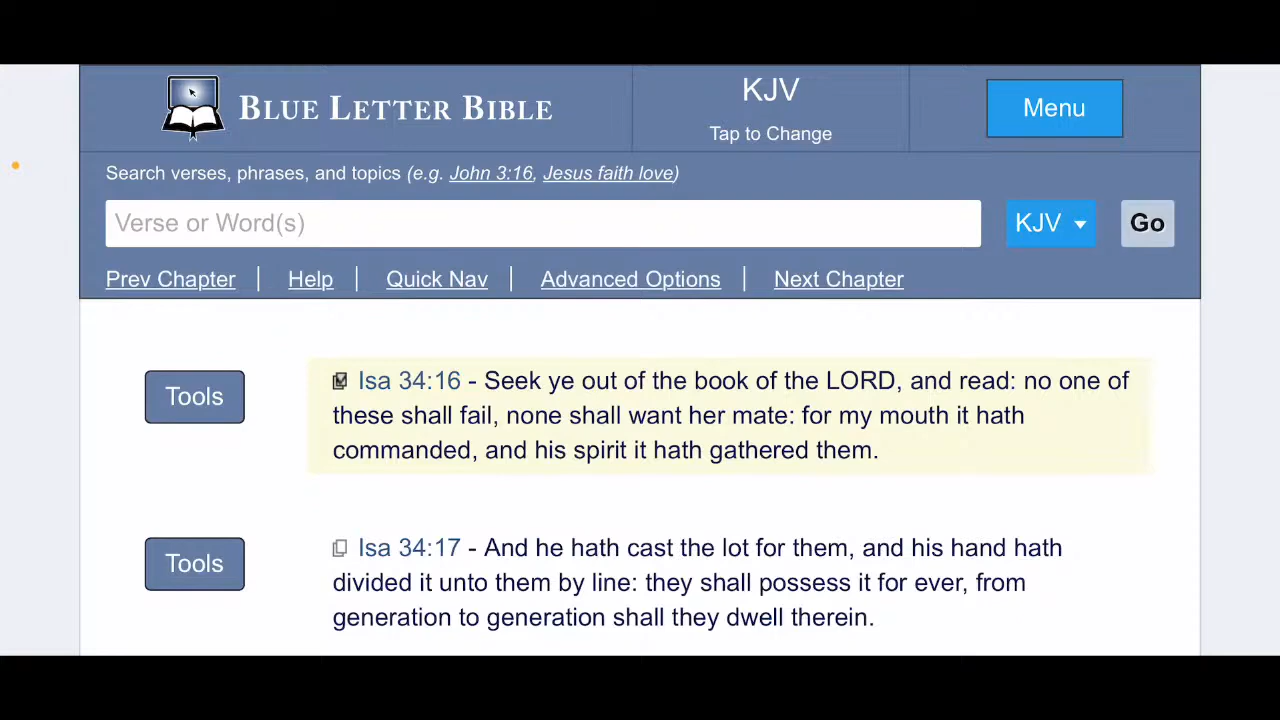 BLUE LETTER BIBLE
KJV
Tap to Change
Menu
Search verses, phrases, and topics (e.g. John 3:16, Jesus faith love)
Verse or Word(s)
KJV
Go
Prev Chapter | Help | Quick Nav | Advanced Options | Next Chapter
Tools
Isa 34:16 - Seek ye out of the book of the LORD, and read: no one of
these shall fail, none shall want her mate: for my mouth it hath
commanded, and his spirit it hath gathered them.
Tools
Isa 34:17 - And he hath cast the lot for them, and his hand hath
divided it unto them by line: they shall possess it for ever, from
generation to generation shall they dwell therein.